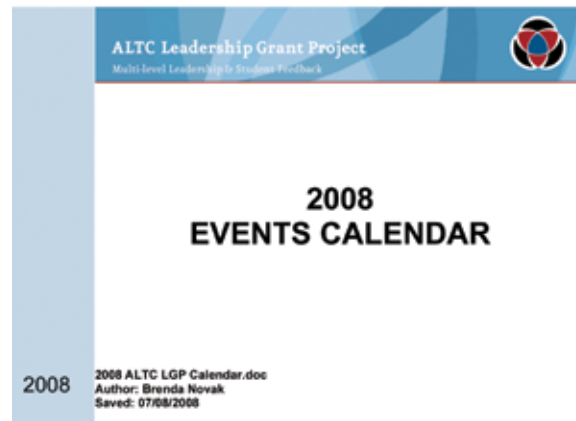 ALTC Leadership Grant Project
Multi-level Leadership & Student Feedback
2008
EVENTS CALENDAR
2008
2008 ALTC LGP Calendar.doc
Author: Brenda Novak
Saved: 07/08/2008